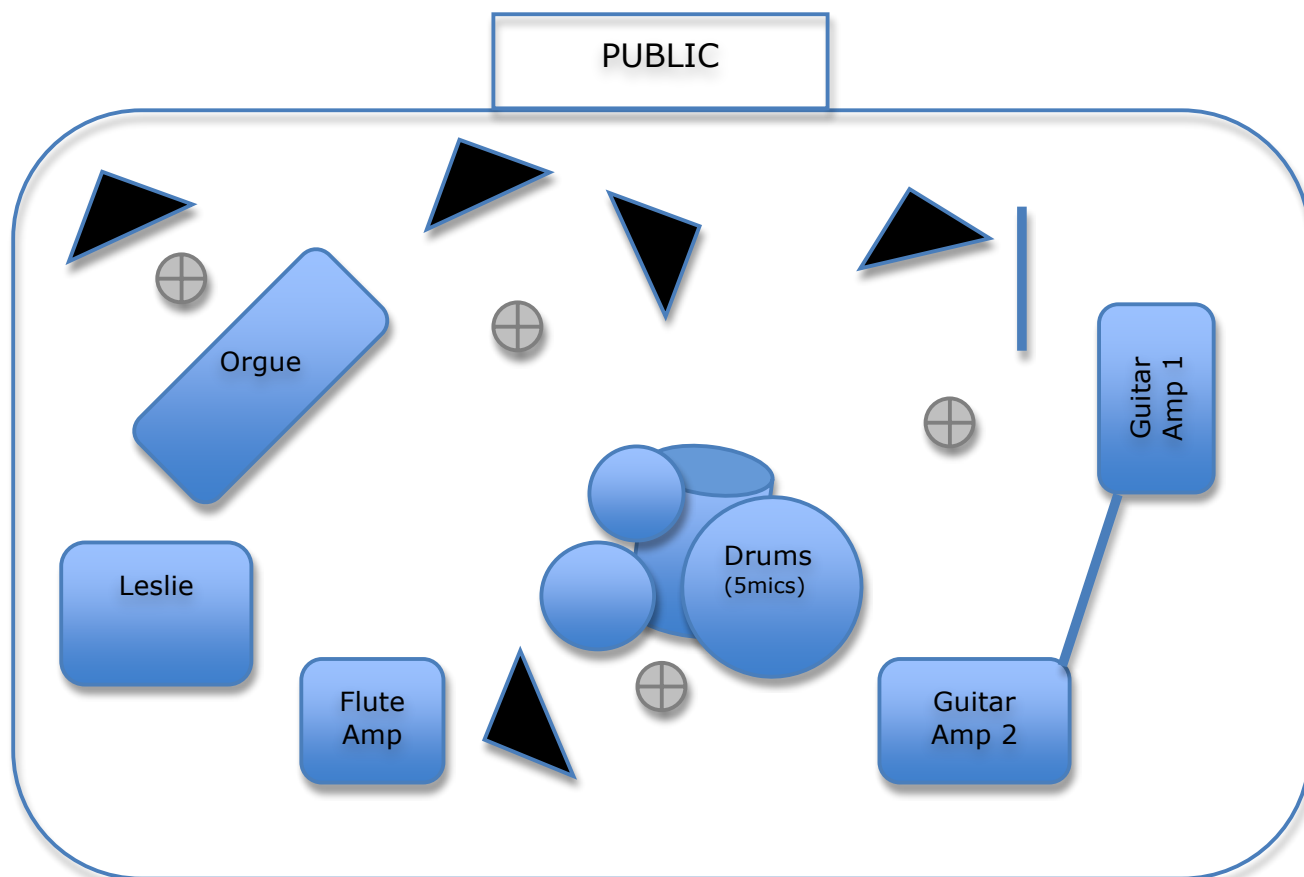 PUBLIC
Orgue
Guitar
Amp 1
Drums
(5mics)
Leslie
Flute
Amp
Guitar
Amp 2